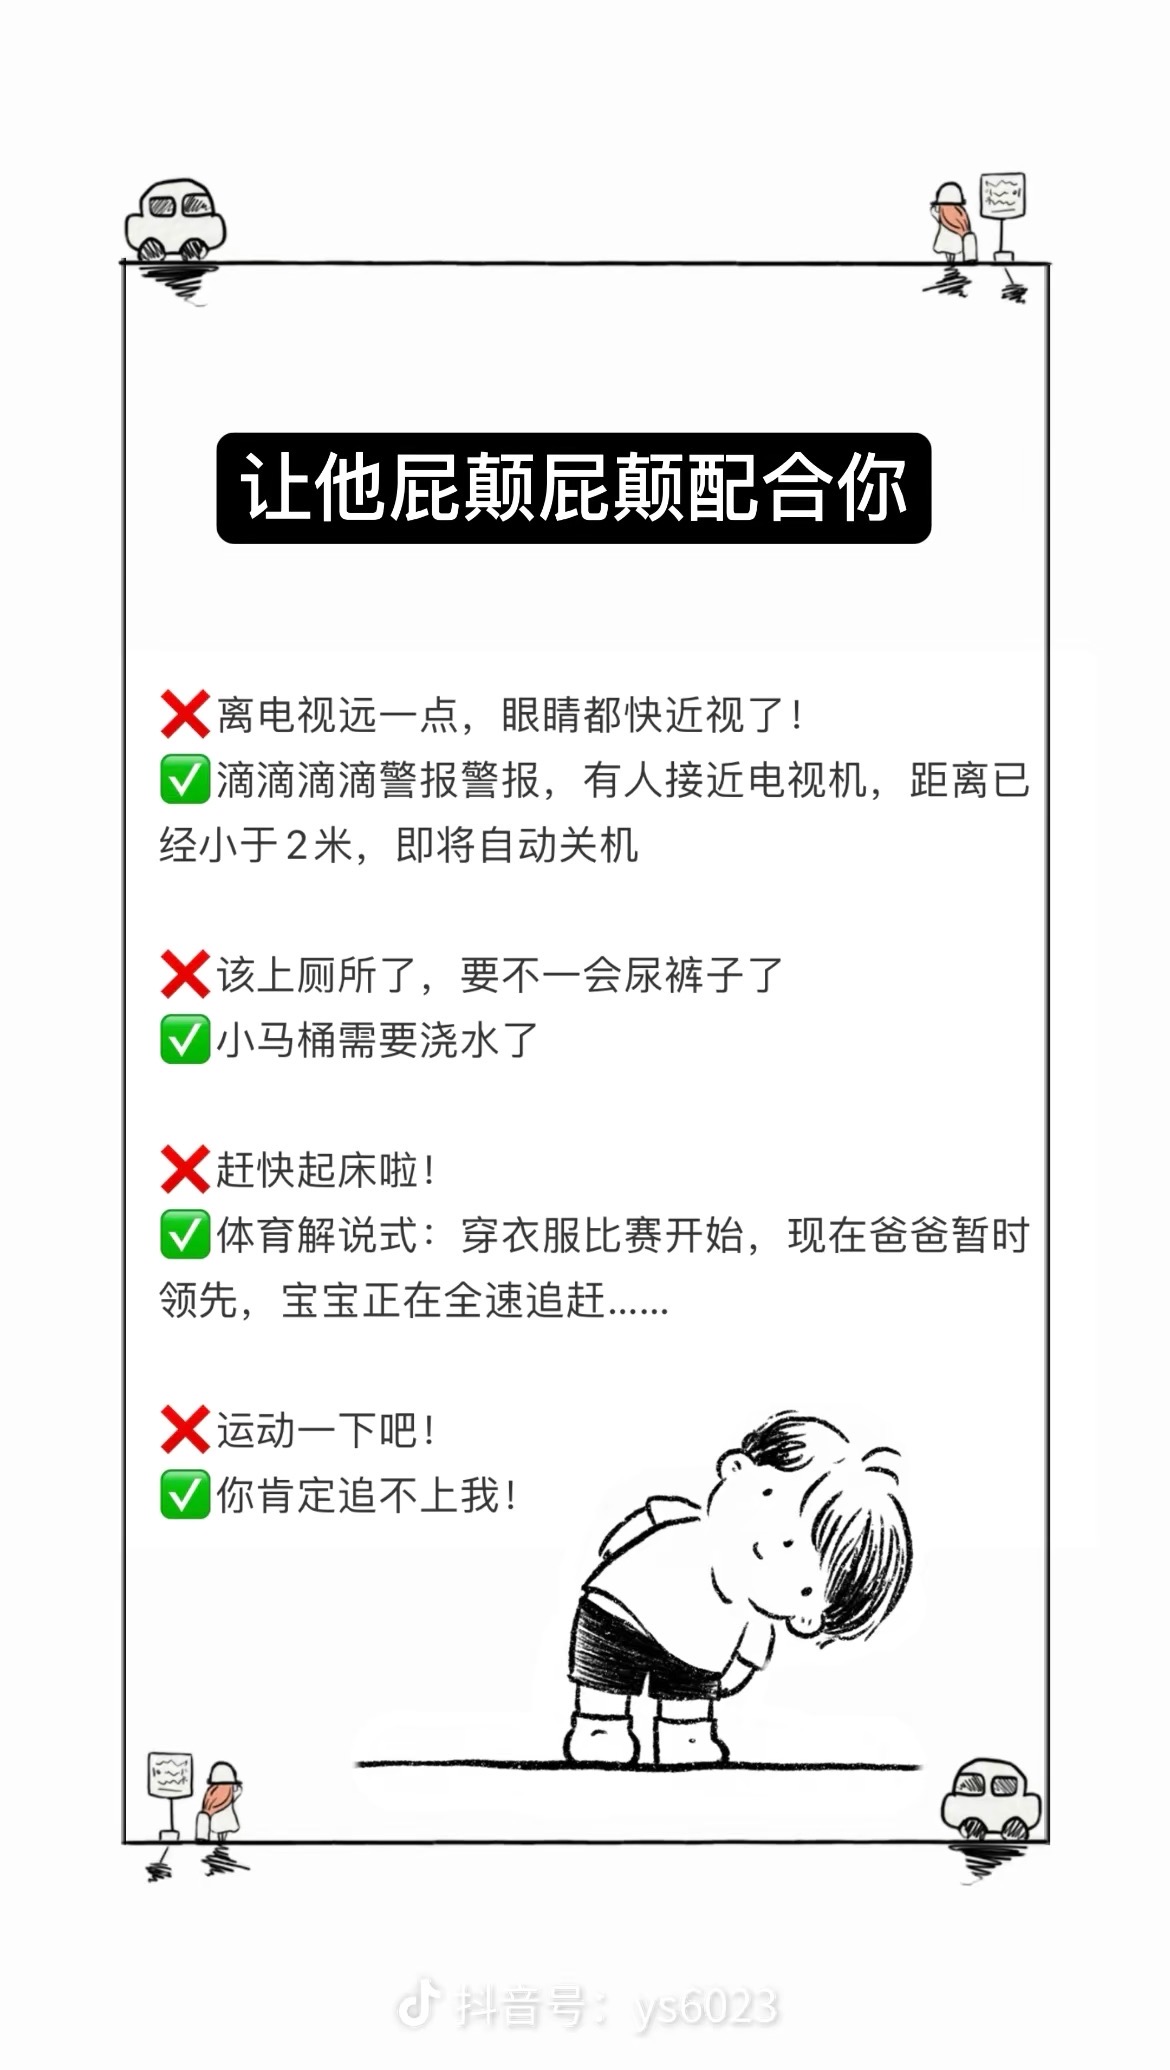 让他屁颠屁颠配合你
❌离电视远一点，眼睛都快近视了！
✅滴滴滴滴警报警报，有人接近电视机，距离已
经小于2米，即将自动关机
❌该上厕所了，要不一会尿裤子了
✅小马桶需要浇水了
❌赶快起床啦！
✅体育解说式：穿衣服比赛开始，现在爸爸暂时
领先，宝宝正在全速追赶……
❌运动一下吧！
✅你肯定追不上我！
抖音号：ys6023